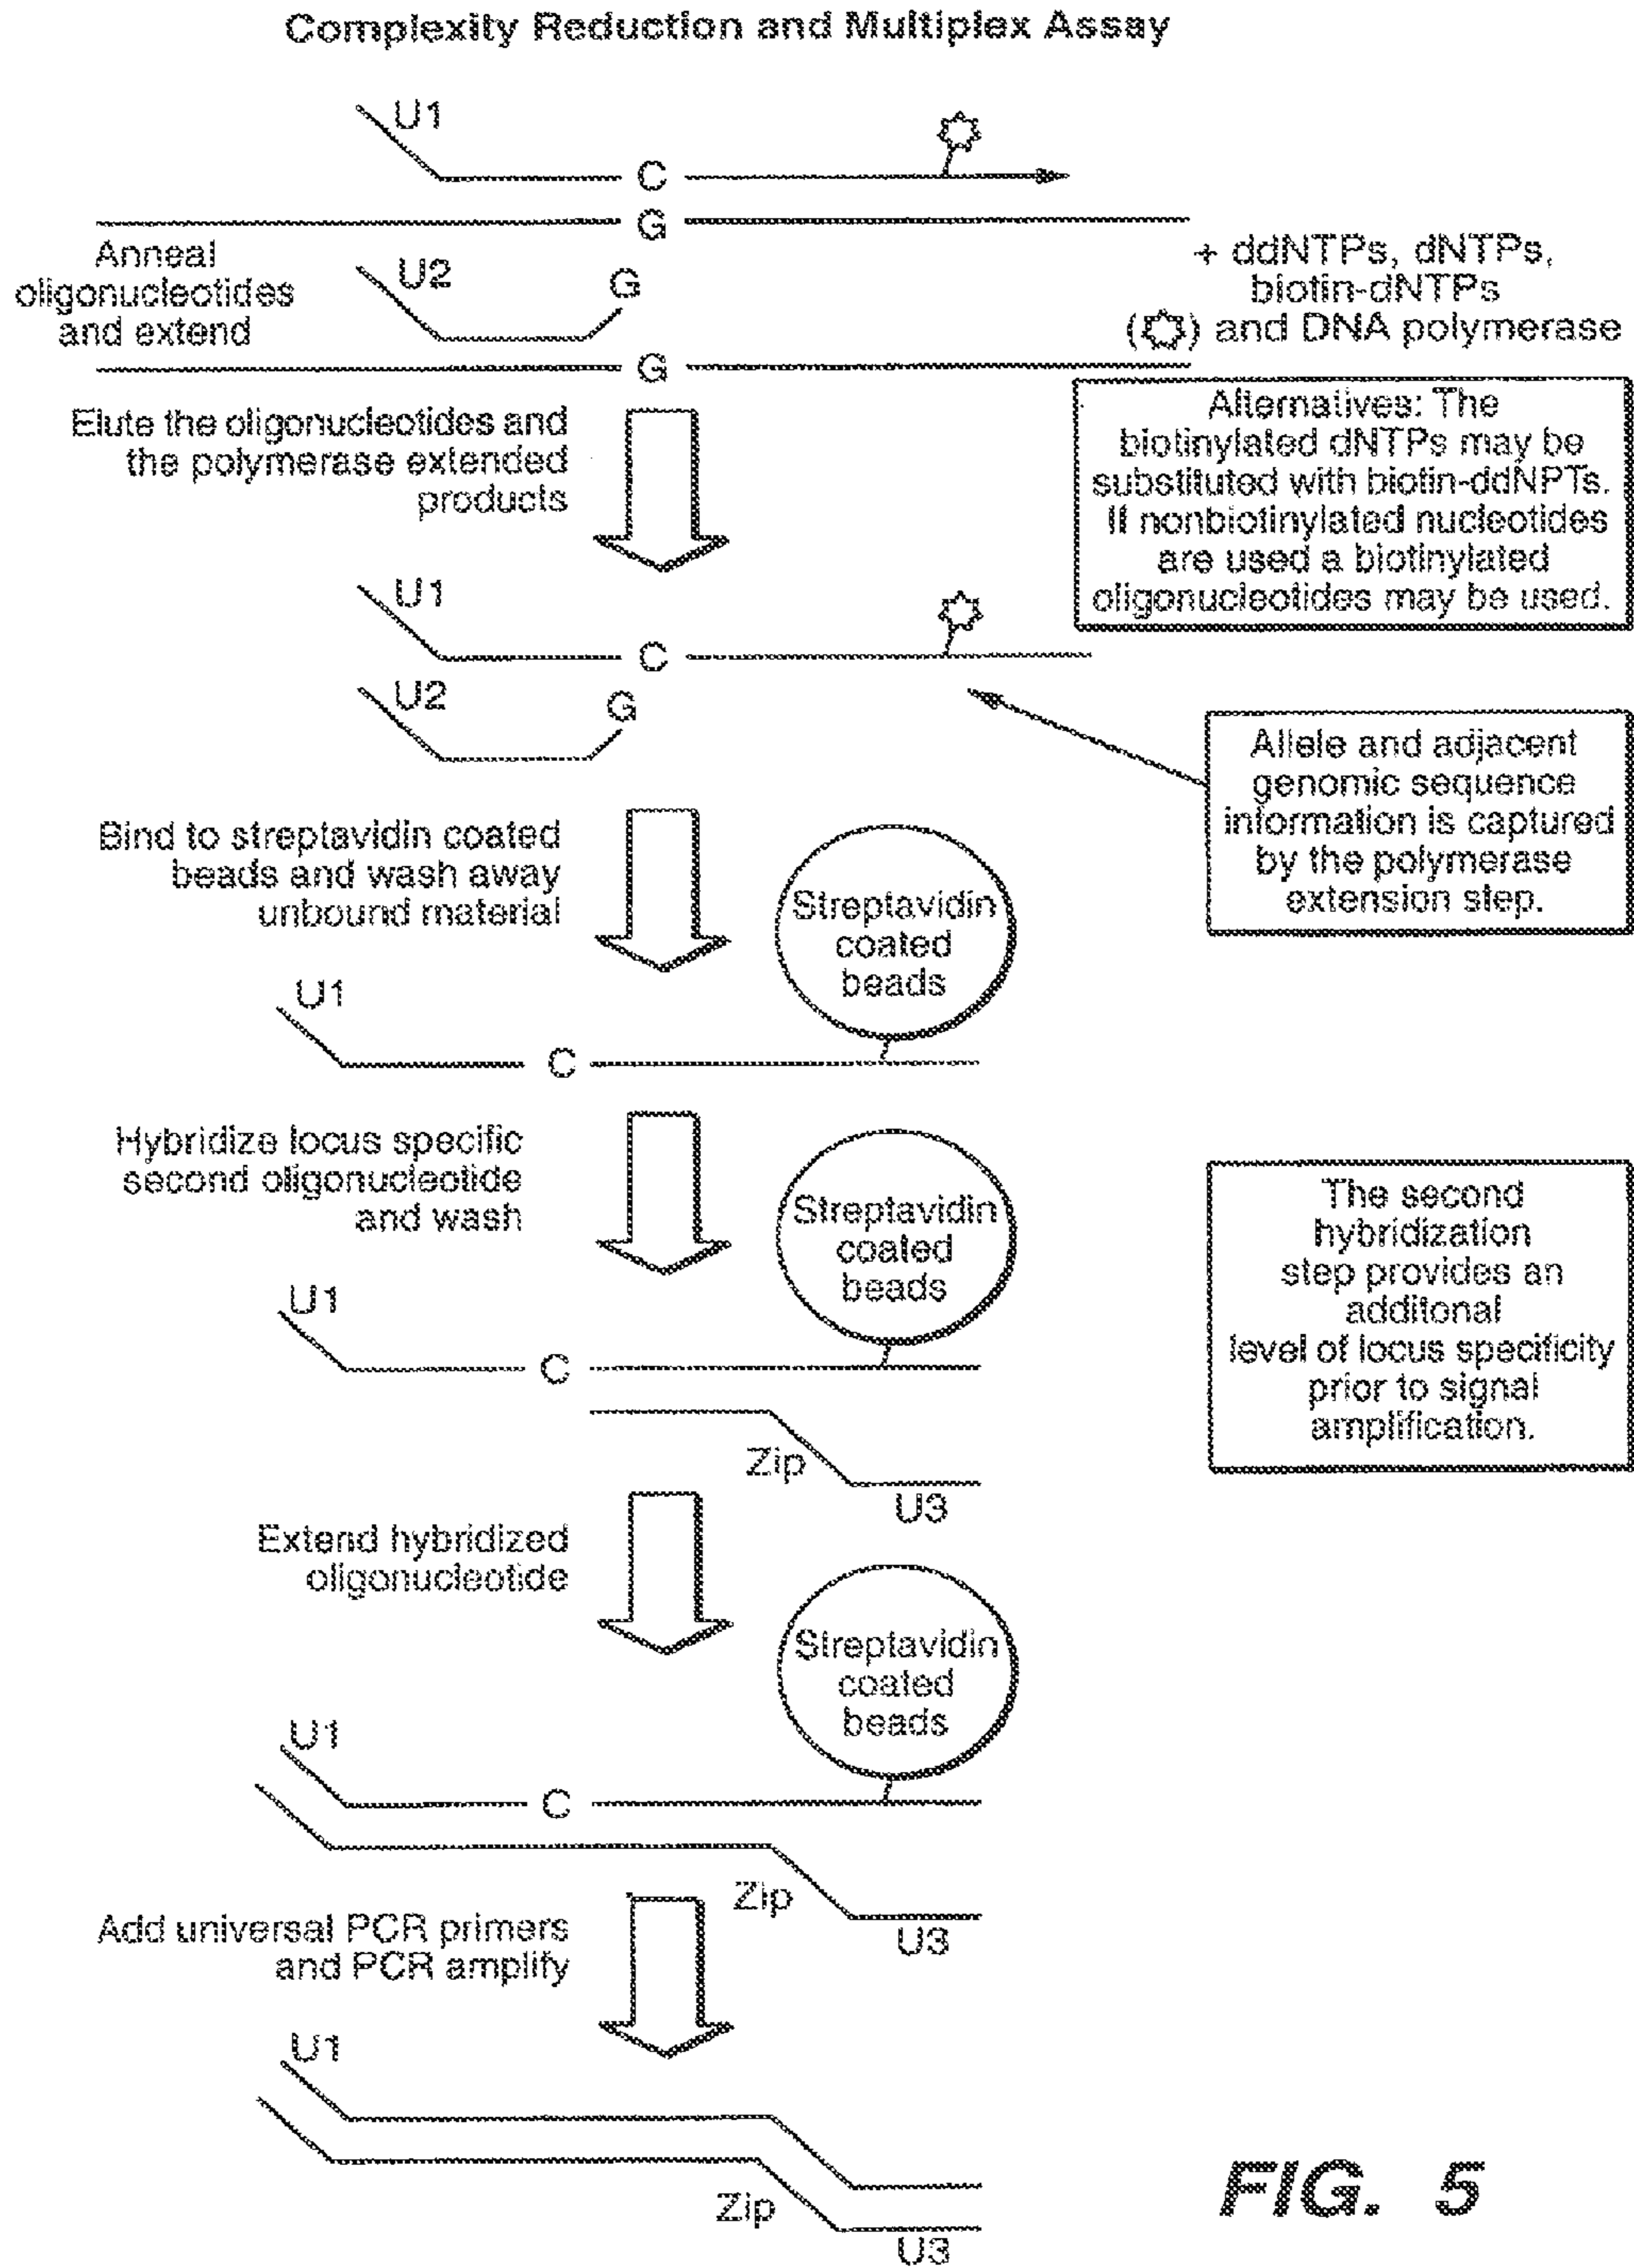 Complexity Reduction and Multiplex Assay
U1
C
G
Anneal
oligonucleotides
and extend
U2
G
G
+ ddNTPs, dNTPs,
biotin-dNTPs
( ) and DNA polymerase
Elute the oligonucleotides and
the polymerase extended
products
Alternatives: The
biotinylated dNTPs may be
substituted with biotin-ddNPTs.
If nonbiotinylated nucleotides
are used a biotinylated
oligonucleotides may be used.
U1
C
U2
G
Allele and adjacent
genomic sequence
information is captured
by the polymerase
extension step.
Bind to streptavidin coated
beads and wash away
unbound material
Streptavidin
coated
beads
U1
C
Hybridize locus specific
second oligonucleotide
and wash
Streptavidin
coated
beads
The second
hybridization
step provides an
additonal
level of locus specificity
prior to signal
amplification.
U1
C
Zip
U3
Extend hybridized
oligonucleotide
Streptavidin
coated
beads
U1
C
Zip
U3
Add universal PCR primers
and PCR amplify
U1
Zip
U3
FIG. 5